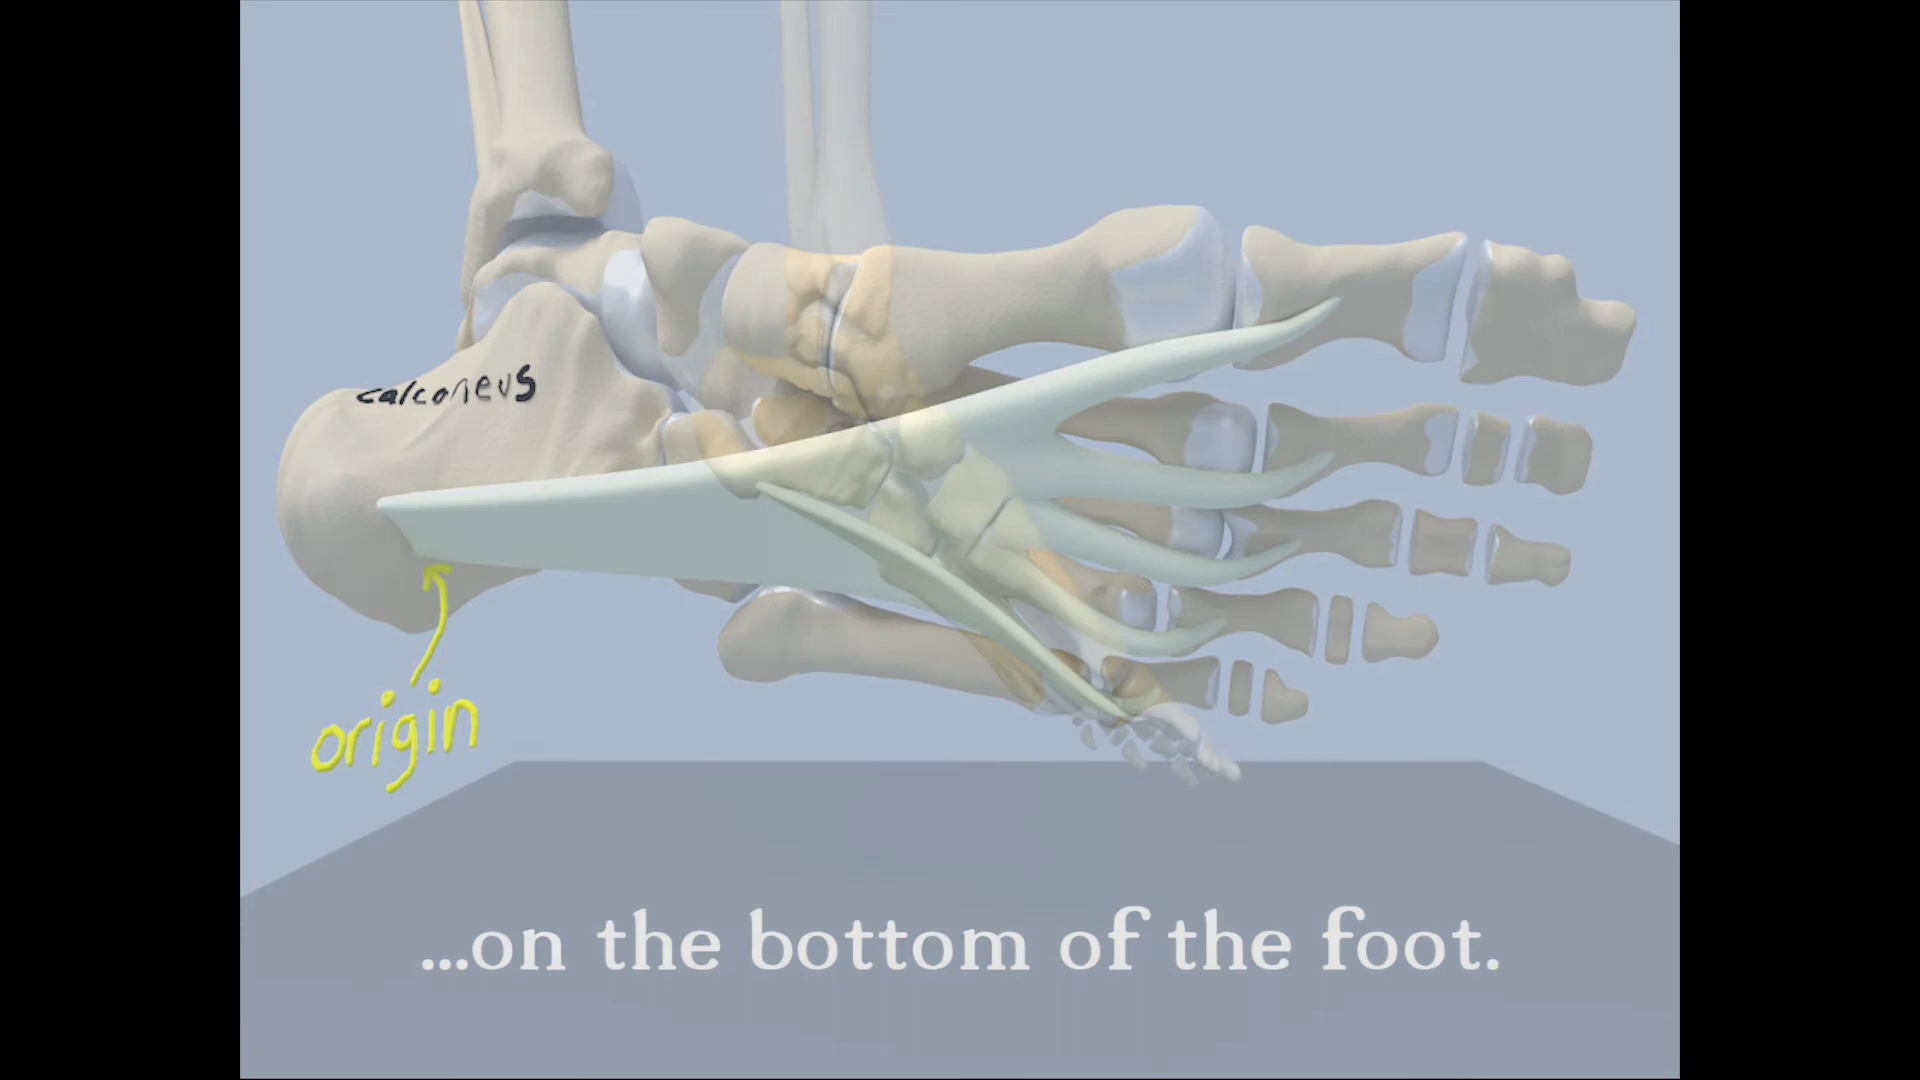 calconeus
origin
...on the bottom of the foot.